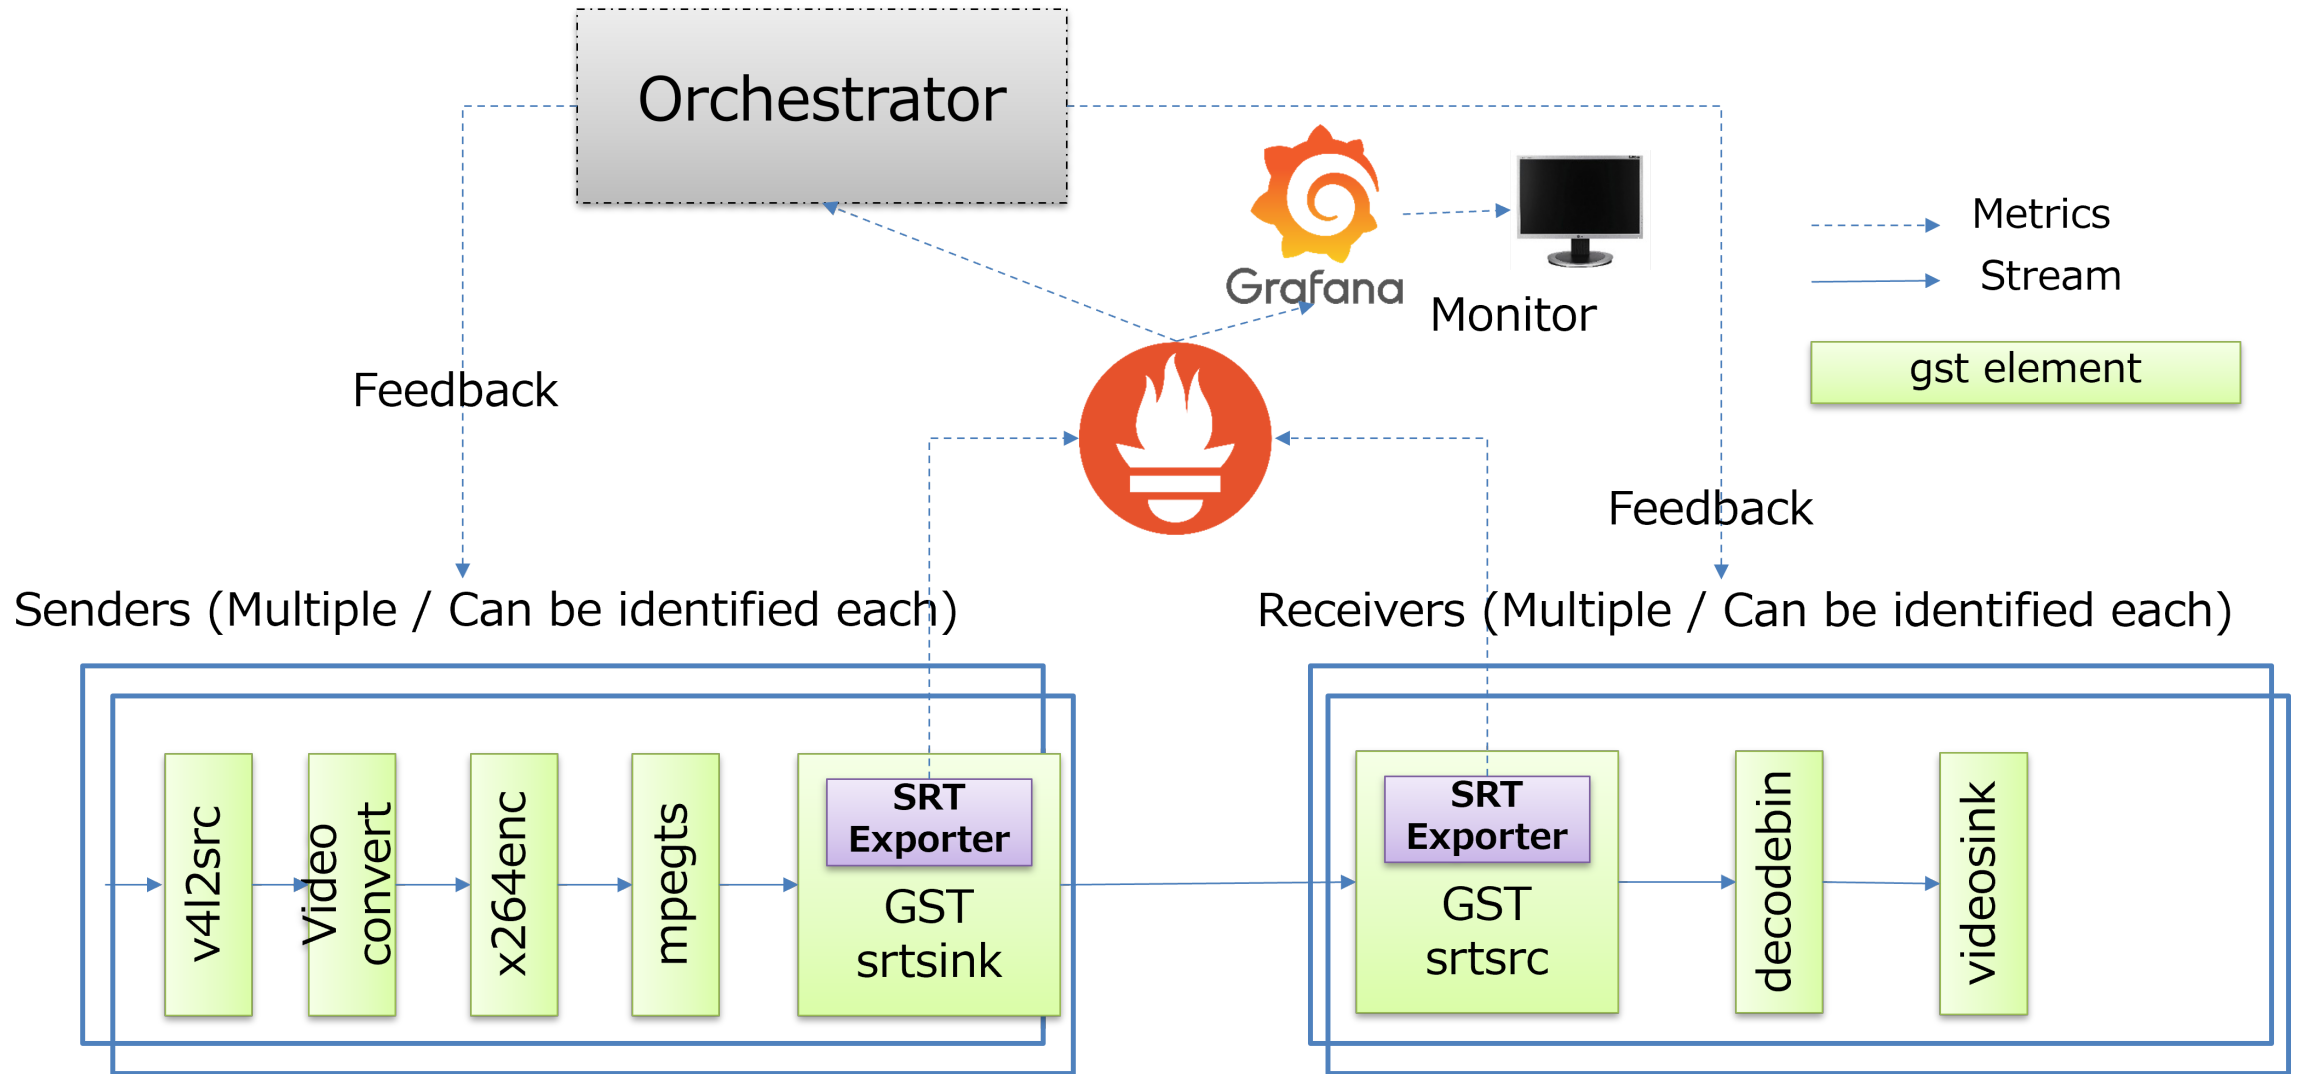 Orchestrator
Grafana
Monitor
Metrics
Stream
gst element
Feedback
Feedback
Senders (Multiple / Can be identified each)
Receivers (Multiple / Can be identified each)
v4l2src
Video
convert
x264enc
mpegts
SRT
Exporter
GST
srtsink
SRT
Exporter
GST
srtsrc
decodebin
videosink